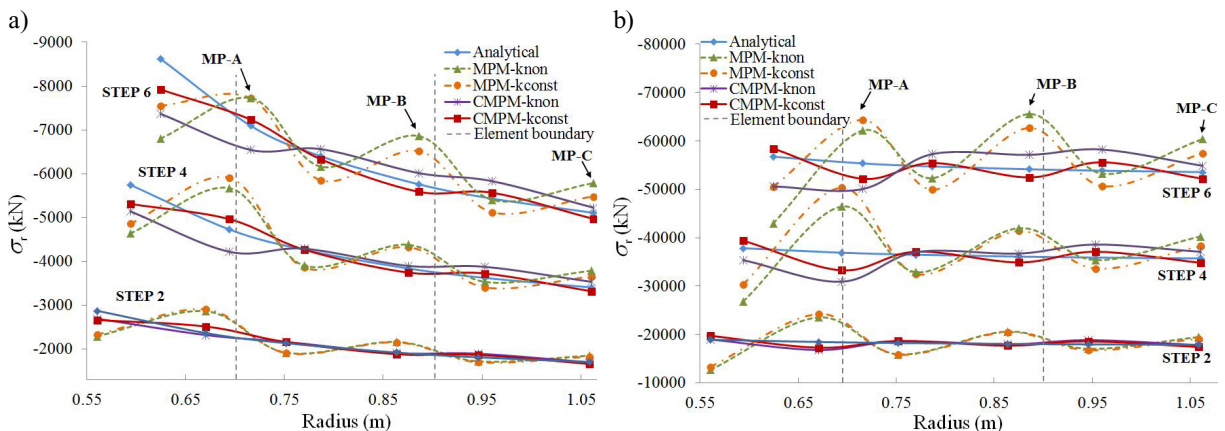 a)
-9000
-8000
-7000
-6000
-5000
-4000
-3000
-2000
σr (kN)
0.55 0.65 0.75 0.85 0.95 1.05
Radius (m)
STEP 6
STEP 4
STEP 2
MP-A
MP-B
MP-C
Analytical
MPM-knon
MPM-kconst
CMPM-knon
CMPM-kconst
Element boundary
b)
-80000
-70000
-60000
-50000
-40000
-30000
-20000
-10000
σr (kN)
0.55 0.65 0.75 0.85 0.95 1.05
Radius (m)
Analytical
MPM-knon
MPM-kconst
CMPM-knon
CMPM-kconst
Element boundary
MP-A
MP-B
MP-C
STEP 6
STEP 4
STEP 2